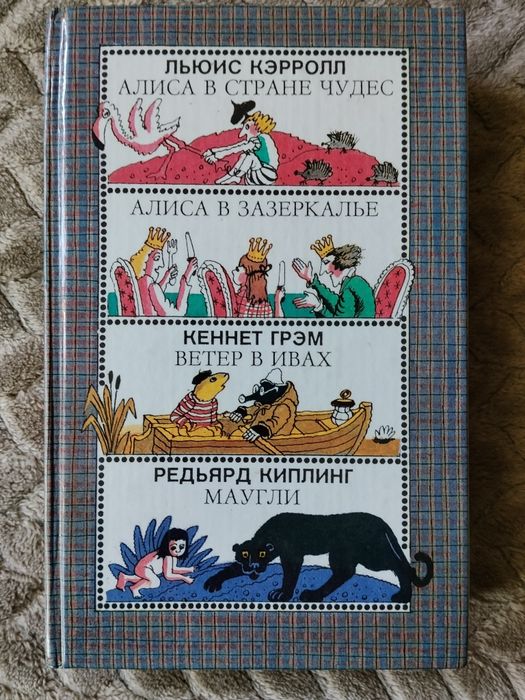 ЛЬЮИС КЭРРОЛЛ
АЛИСА В СТРАНЕ ЧУДЕС
АЛИСА В ЗАЗЕРКАЛЬЕ
КЕННЕТ ГРЭМ
ВЕТЕР В ИВАХ
РЕДЬЯРД КИПЛИНГ
МАУГЛИ